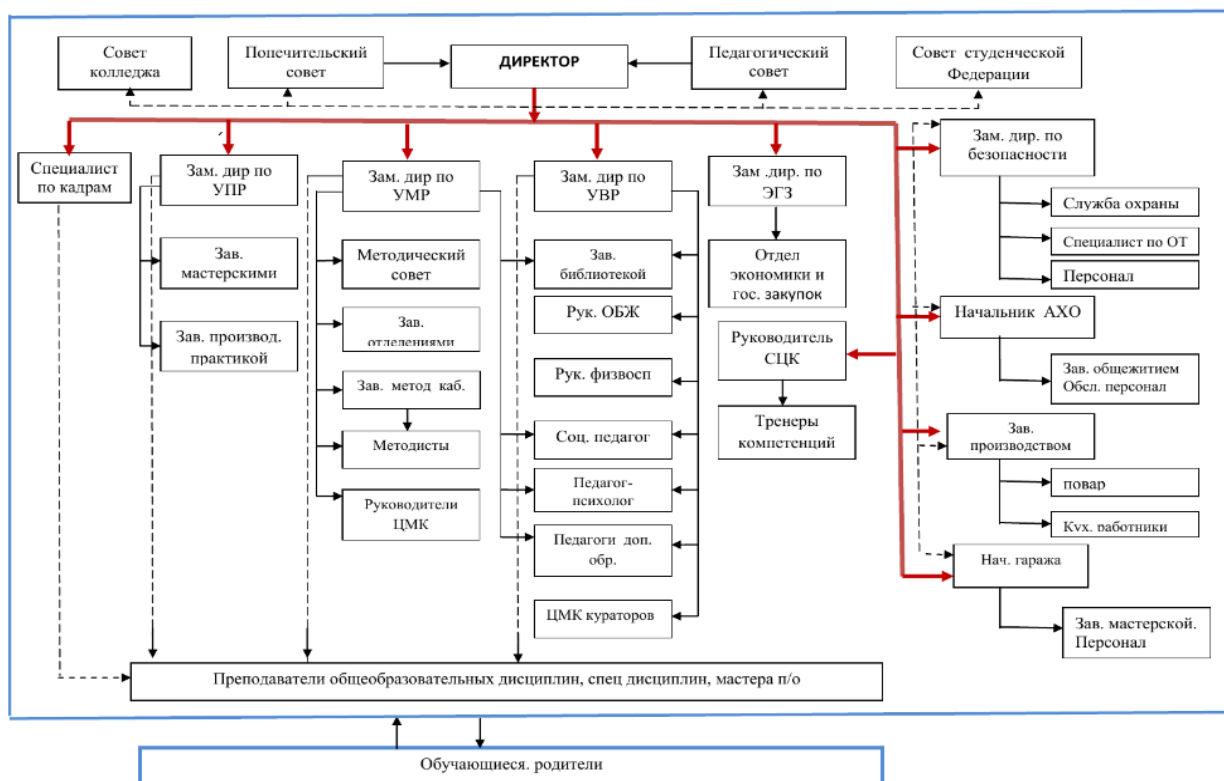 Совет
колледжа
Попечительский
совет
ДИРЕКТОР
Педагогический
совет
Совет студенческой
Федерации
Специалист
по кадрам
Зам. дир по
УПР
Зам. дир по
УМР
Зам. дир по
УВР
Зам .дир. по
ЭГЗ
Зам. дир. по
безопасности
Служба охраны
Специалист по ОТ
Персонал
Зав.
мастерскими
Методический
совет
Зав.
библиотекой
Отдел
экономики и
гос. закупок
Зав. производ.
практикой
Зав.
отделениями
Рук. ОБЖ
Руководитель
СЦК
Начальник АХО
Зав. общежитием
Обсл. персонал
Зав. метод каб.
Рук. физвосп
Методисты
Соц. педагог
Тренеры
компетенций
Зав.
производством
повар
Кух. работники
Руководители
ЦМК
Педагог-
психолог
Педагоги доп.
обр.
Нач. гаража
ЦМК кураторов
Зав. мастерской.
Персонал
Преподаватели общеобразовательных дисциплин, спец дисциплин, мастера п/о
Обучающиеся. родители